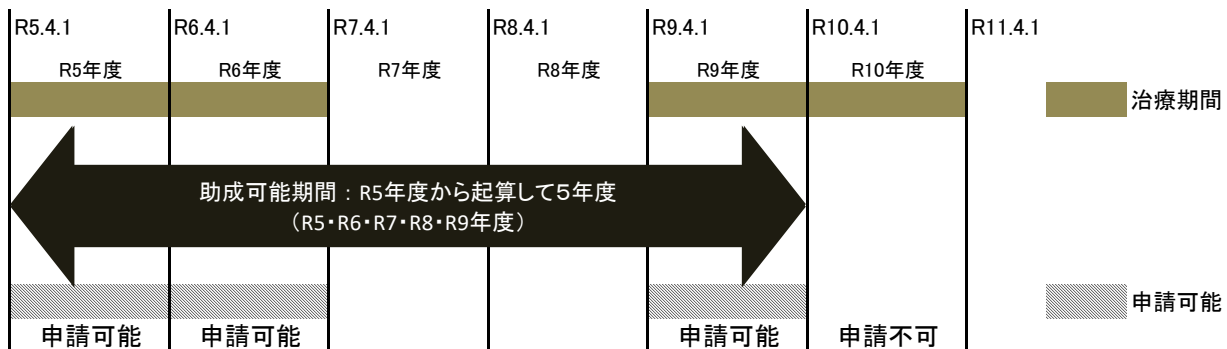 R5.4.1 R6.4.1 R7.4.1 R8.4.1 R9.4.1 R10.4.1 R11.4.1
R5年度 R6年度 R7年度 R8年度 R9年度 R10年度
治療期間
助成可能期間：R5年度から起算して５年度
（R5・R6・R7・R8・R9年度）
申請可能
申請可能 申請可能 申請可能 申請不可